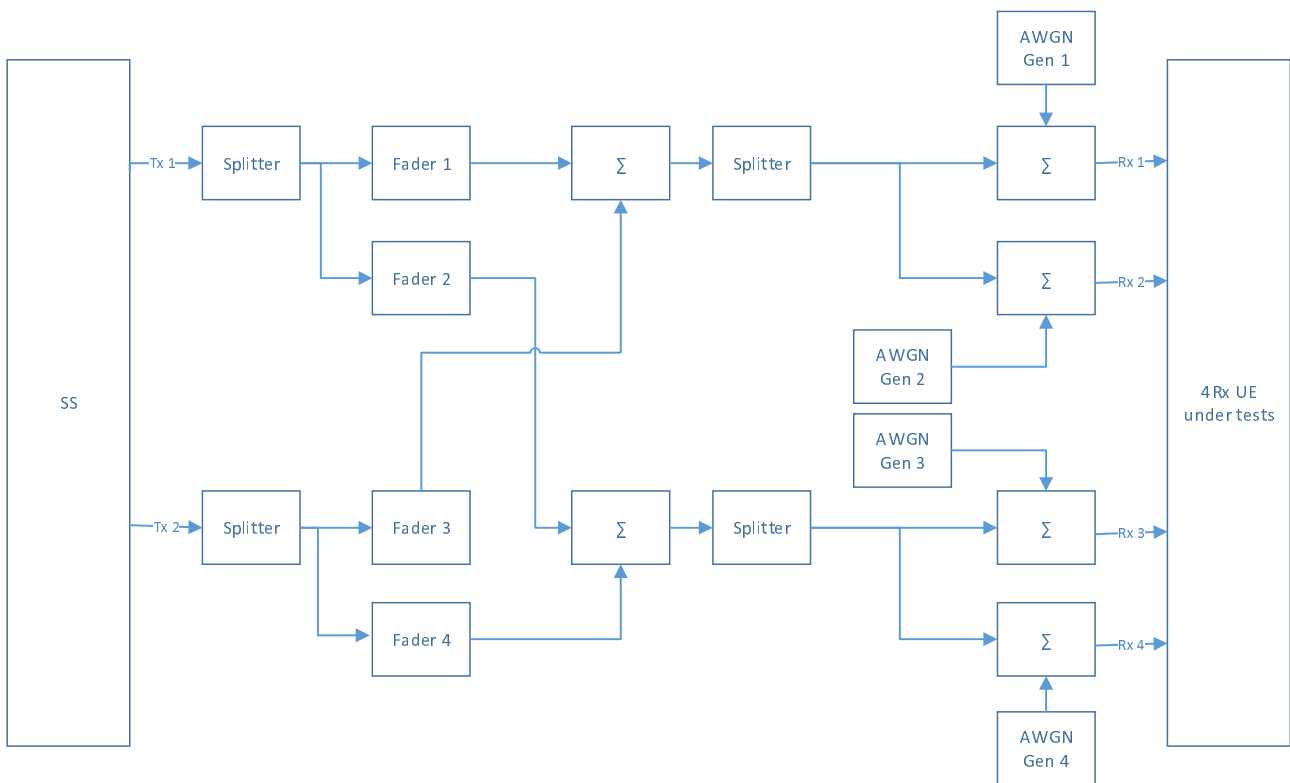 AWGN
Gen 1
Tx 1
Splitter
Fader 1
Σ
Splitter
Σ
Rx 1
Fader 2
Σ
Rx 2
AWGN
Gen 2
SS
4Rx UE
under tests
AWGN
Gen 3
Tx 2
Splitter
Fader 3
Σ
Splitter
Σ
Rx 3
Fader 4
Σ
Rx 4
AWGN
Gen 4